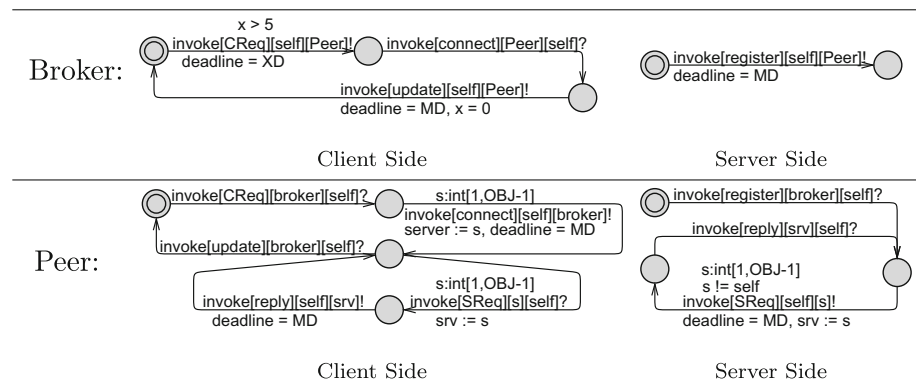 Broker:
x > 5
invoke[CReq][self][Peer]!
deadline = XD
invoke[connect][Peer][self]?
invoke[update][self][Peer]!
deadline = MD, x = 0
Client Side
invoke[register][self][Peer]!
deadline = MD
Server Side
Peer:
invoke[CReq][broker][self]?
s:int[1,OBJ-1]
invoke[connect][self][broker]!
server := s, deadline = MD
invoke[update][broker][self]?
s:int[1,OBJ-1]
invoke[reply][self][srv]!
deadline = MD
invoke[SReq][s][self]?
srv := s
Client Side
invoke[register][broker][self]?
invoke[reply][srv][self]?
s:int[1,OBJ-1]
s != self
invoke[SReq][self][s]!
deadline = MD, srv := s
Server Side